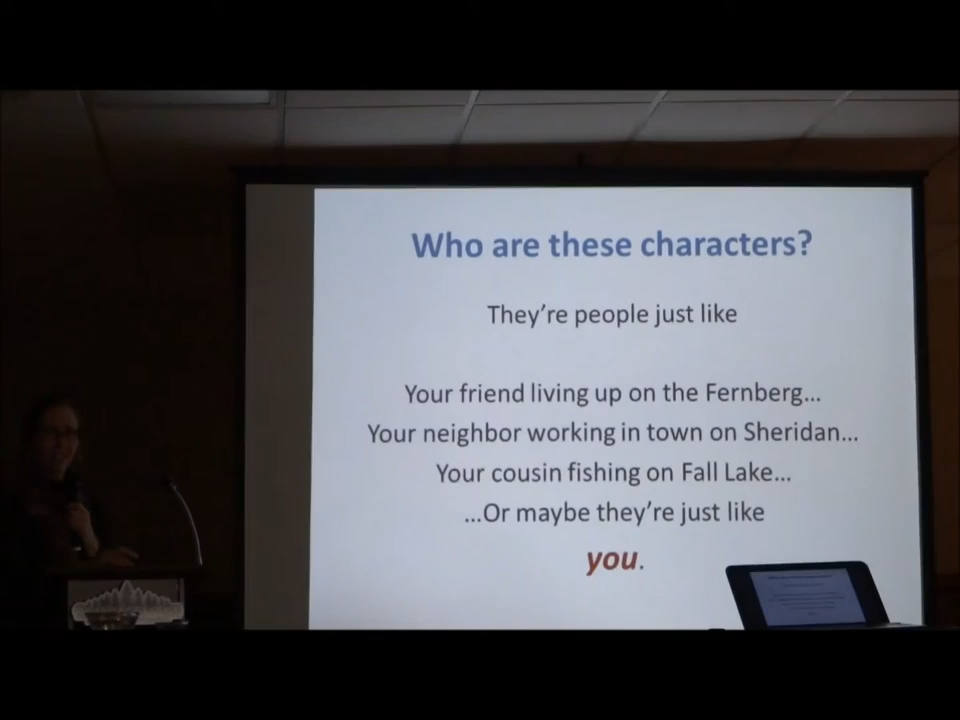 Who are these characters?
They're people just like
Your friend living up on the Fernberg...
Your neighbor working in town on Sheridan...
Your cousin fishing on Fall Lake...
...Or maybe they're just like
you.